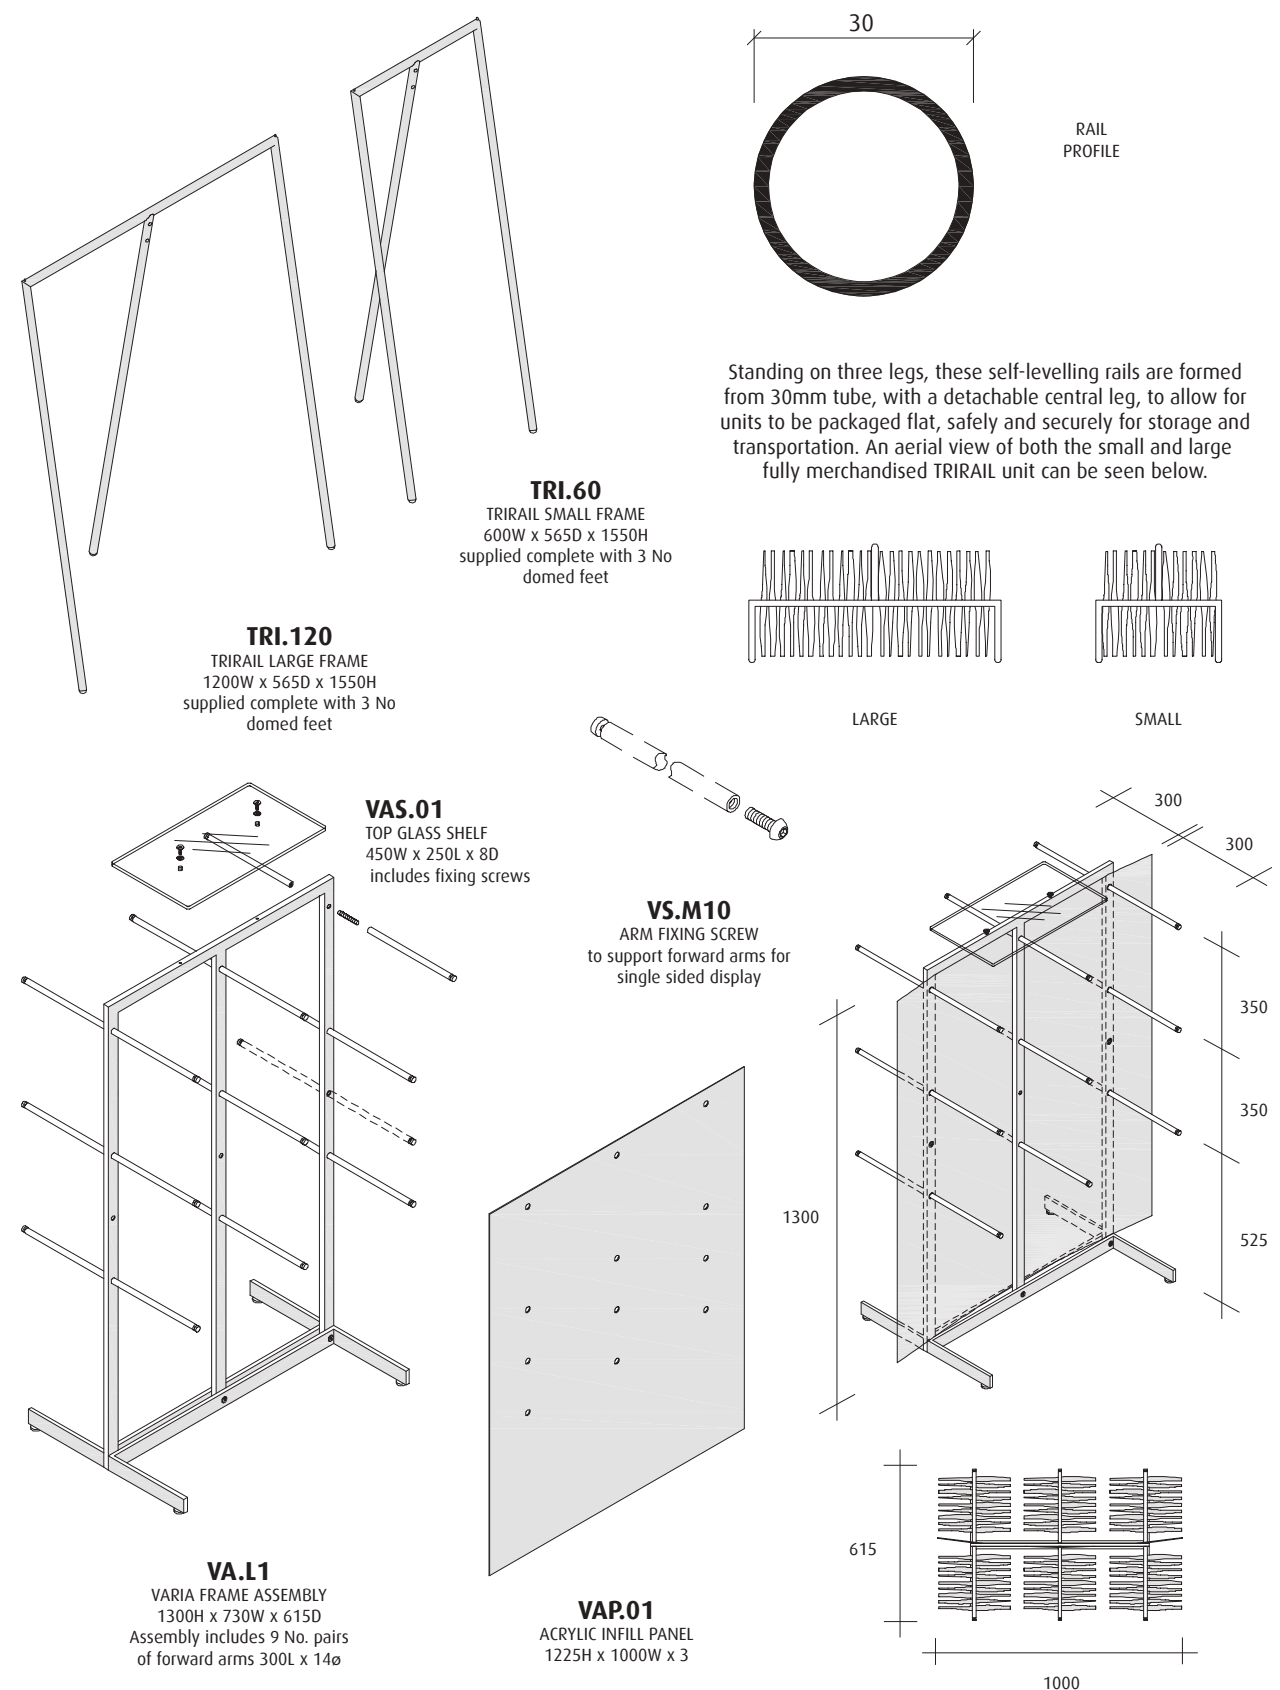 30
RAIL
PROFILE
Standing on three legs, these self-levelling rails are formed
from 30mm tube, with a detachable central leg, to allow for
units to be packaged flat, safely and securely for storage and
transportation. An aerial view of both the small and large
fully merchandised TRIRAIL unit can be seen below.
TRI.60
TRIRAIL SMALL FRAME
600W x 565D x 1550H
supplied complete with 3 No
domed feet
TRI.120
TRIRAIL LARGE FRAME
1200W x 565D x 1550H
supplied complete with 3 No
domed feet
LARGE
SMALL
VAS.01
TOP GLASS SHELF
450W x 250L x 8D
includes fixing screws
VS.M10
ARM FIXING SCREW
to support forward arms for
single sided display
300
300
350
350
1300
525
615
1000
VA.L1
VARIA FRAME ASSEMBLY
1300H x 730W x 615D
Assembly includes 9 No. pairs
of forward arms 300L x 14ø
VAP.01
ACRYLIC INFILL PANEL
1225H x 1000W x 3